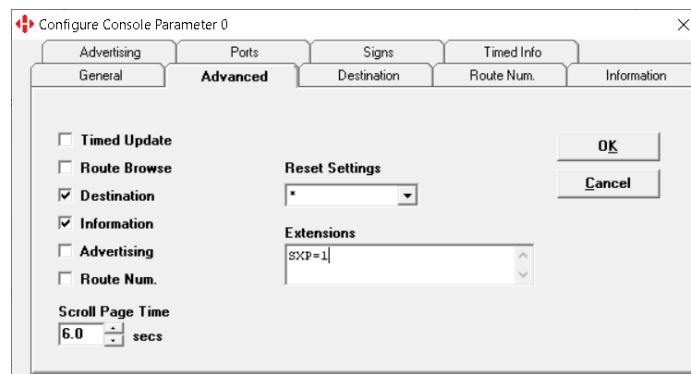 Configure Console Parameter 0
Advertising Ports Signs Timed Info
General Advanced Destination Route Num. Information
Timed Update
Route Browse
Destination
Information
Advertising
Route Num.
Scroll Page Time
6.0 secs
Reset Settings
*
Extensions
SXP=1
OK
Cancel